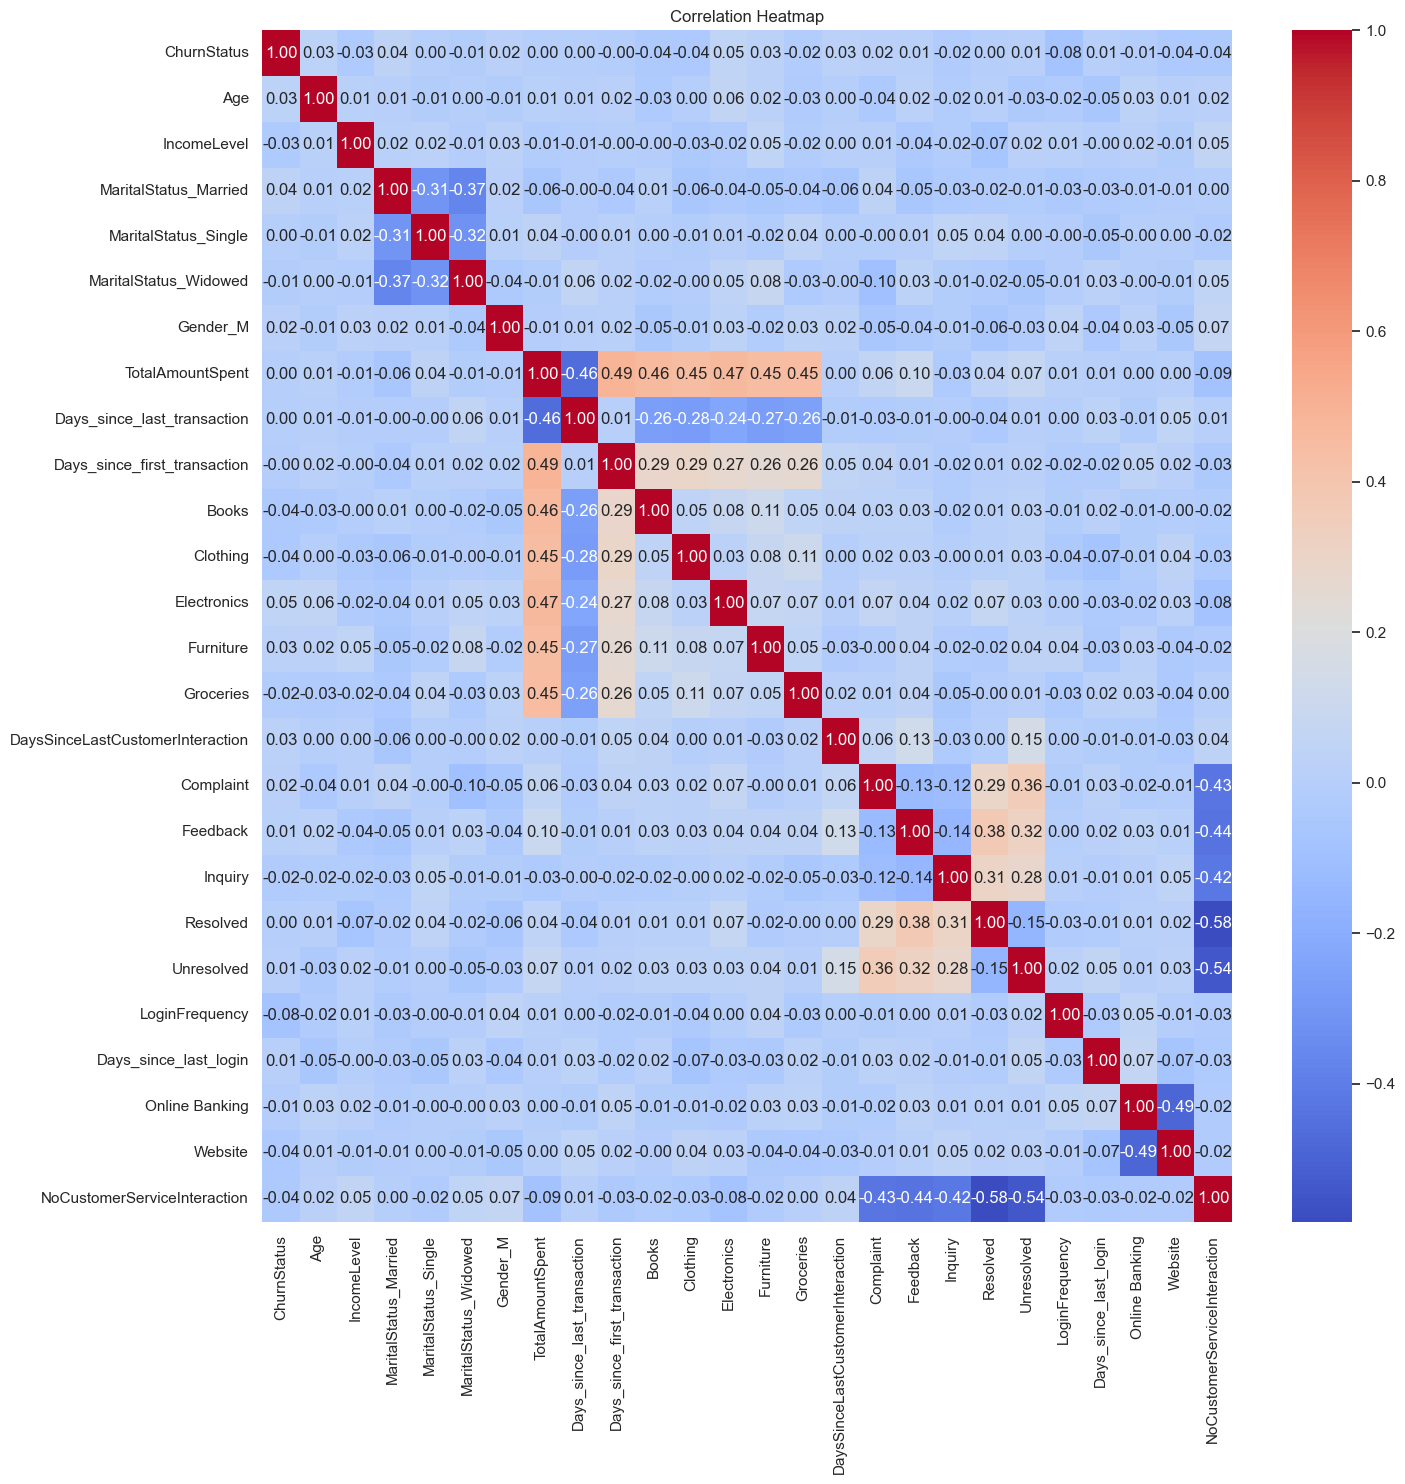 Correlation Heatmap
ChurnStatus 1.00 0.03 -0.03 0.04 0.00 -0.01 0.02 0.00 0.00 -0.00 -0.04 -0.04 0.05 0.03 -0.02 0.03 0.02 0.01 -0.02 0.00 0.01 -0.08 0.01 -0.01 -0.04 -0.04
Age 0.03 1.00 0.01 0.01 -0.01 0.00 -0.01 0.01 0.01 0.02 -0.03 0.00 0.06 0.02 -0.03 0.00 -0.04 0.02 -0.02 0.01 -0.03 -0.02 -0.05 0.03 0.01 0.02
IncomeLevel -0.03 0.01 1.00 0.02 0.02 -0.01 0.03 -0.01 -0.01 -0.00 -0.00 -0.03 -0.02 0.05 -0.02 0.00 0.01 -0.04 -0.02 -0.07 0.02 0.01 -0.00 0.02 -0.01 0.05
MaritalStatus_Married 0.04 0.01 0.02 1.00 -0.31 -0.37 0.02 -0.06 -0.00 -0.04 0.01 -0.06 -0.04 -0.05 -0.04 -0.06 0.04 -0.05 -0.03 -0.02 -0.01 -0.03 -0.03 -0.01 -0.01 0.00
MaritalStatus_Single 0.00 -0.01 0.02 -0.31 1.00 -0.32 0.01 0.04 -0.00 0.01 0.00 -0.01 0.01 -0.02 0.04 -0.00 -0.00 0.01 0.05 0.04 0.00 -0.00 -0.05 -0.00 0.00 -0.02
MaritalStatus_Widowed -0.01 0.00 -0.01 -0.37 -0.32 1.00 -0.04 -0.01 0.06 0.02 -0.02 -0.00 0.05 0.08 -0.03 -0.00 -0.10 0.03 -0.01 -0.02 -0.05 -0.01 0.03 -0.00 -0.01 0.05
Gender_M 0.02 -0.01 0.03 0.02 0.01 -0.04 1.00 -0.01 0.01 0.02 -0.05 -0.01 0.03 -0.02 0.03 0.02 -0.05 -0.04 -0.01 -0.06 -0.03 0.04 -0.04 0.03 -0.05 0.07
TotalAmountSpent 0.00 0.01 -0.01 -0.06 0.04 -0.01 -0.01 1.00 -0.46 0.49 0.46 0.45 0.47 0.45 0.45 0.00 0.06 0.10 -0.03 0.04 0.07 0.01 0.01 0.00 0.00 -0.09
Days_since_last_transaction 0.00 0.01 -0.01 -0.00 -0.00 0.06 0.01 -0.46 1.00 0.01 -0.26 -0.28 -0.24 -0.27 -0.26 -0.01 -0.03 -0.01 -0.00 -0.04 0.01 0.00 0.03 -0.01 0.05 0.01
Days_since_first_transaction -0.00 0.02 -0.00 -0.04 0.01 0.02 0.02 0.49 0.01 1.00 0.29 0.29 0.27 0.26 0.26 0.05 0.04 0.01 -0.02 0.01 0.02 -0.02 -0.02 0.05 0.02 -0.03
Books -0.04 -0.03 -0.00 0.01 0.00 -0.02 -0.05 0.46 -0.26 0.29 1.00 0.05 0.08 0.11 0.05 0.04 0.03 0.03 -0.02 0.01 0.03 -0.01 0.02 -0.01 -0.00 -0.02
Clothing -0.04 0.00 -0.03 -0.06 -0.01 -0.00 -0.01 0.45 -0.28 0.29 0.05 1.00 0.03 0.08 0.11 0.00 0.02 0.03 -0.00 0.01 0.03 -0.04 -0.07 -0.01 0.04 -0.03
Electronics 0.05 0.06 -0.02 -0.04 0.01 0.05 0.03 0.47 -0.24 0.27 0.08 0.03 1.00 0.07 0.07 0.01 0.07 0.04 0.02 0.07 0.03 0.00 -0.03 -0.02 0.03 -0.08
Furniture 0.03 0.02 0.05 -0.05 -0.02 0.08 -0.02 0.45 -0.27 0.26 0.11 0.08 0.07 1.00 0.05 -0.03 -0.00 0.04 -0.02 -0.02 0.04 0.04 -0.03 0.03 -0.04 -0.02
Groceries -0.02 -0.03 -0.02 -0.04 0.04 -0.03 0.03 0.45 -0.26 0.26 0.05 0.11 0.07 0.05 1.00 0.02 0.01 0.04 -0.05 -0.00 0.01 -0.03 0.02 0.03 -0.04 0.00
DaysSinceLastCustomerInteraction 0.03 0.00 0.00 -0.06 -0.00 -0.00 0.02 0.00 -0.01 0.05 0.04 0.00 0.01 -0.03 0.02 1.00 0.06 0.13 -0.03 0.00 0.15 0.00 -0.01 -0.01 -0.03 0.04
Complaint 0.02 -0.04 0.01 0.04 -0.00 -0.10 -0.05 0.06 -0.03 0.04 0.03 0.02 0.07 -0.00 0.01 0.06 1.00 -0.13 -0.12 0.29 0.36 -0.01 0.03 -0.02 -0.01 -0.43
Feedback 0.01 0.02 -0.04 -0.05 0.01 0.03 -0.04 0.10 -0.01 0.01 0.03 0.03 0.04 0.04 0.04 0.13 -0.13 1.00 -0.14 0.38 0.32 0.00 0.02 0.03 0.01 -0.44
Inquiry -0.02 -0.02 -0.02 -0.03 0.05 -0.01 -0.01 -0.03 -0.00 -0.02 -0.02 -0.00 0.02 -0.02 -0.05 -0.03 -0.12 -0.14 1.00 0.31 0.28 0.01 -0.01 0.01 0.05 -0.42
Resolved 0.00 0.01 -0.07 -0.02 0.04 -0.02 -0.06 0.04 -0.04 0.01 0.01 0.01 0.07 -0.02 -0.00 0.00 0.29 0.38 0.31 1.00 -0.15 -0.03 -0.01 0.01 0.02 -0.58
Unresolved 0.01 -0.03 0.02 -0.01 0.00 -0.05 -0.03 0.07 0.01 0.02 0.03 0.03 0.03 0.04 0.01 0.15 0.36 0.32 0.28 -0.15 1.00 0.02 0.05 0.01 0.03 -0.54
LoginFrequency -0.08 -0.02 0.01 -0.03 -0.00 -0.01 0.04 0.01 0.00 -0.02 -0.01 -0.04 0.00 0.04 -0.03 0.00 -0.01 0.00 0.01 -0.03 0.02 1.00 -0.03 0.05 -0.01 -0.03
Days_since_last_login 0.01 -0.05 -0.00 -0.03 -0.05 0.03 -0.04 0.01 0.03 -0.02 0.02 -0.07 -0.03 -0.03 0.02 -0.01 0.03 0.02 -0.01 -0.01 0.05 -0.03 1.00 0.07 -0.07 -0.03
Online Banking -0.01 0.03 0.02 -0.01 -0.00 -0.00 0.03 0.00 -0.01 0.05 -0.01 -0.01 -0.02 0.03 0.03 -0.01 -0.02 0.03 0.01 0.01 0.01 0.05 0.07 1.00 -0.49 -0.02
Website -0.04 0.01 -0.01 -0.01 0.00 -0.01 -0.05 0.00 0.05 0.02 -0.00 0.04 0.03 -0.04 -0.04 -0.03 -0.01 0.01 0.05 0.02 0.03 -0.01 -0.07 -0.49 1.00 -0.02
NoCustomerServiceInteraction -0.04 0.02 0.05 0.00 -0.02 0.05 0.07 -0.09 0.01 -0.03 -0.02 -0.03 -0.08 -0.02 0.00 0.04 -0.43 -0.44 -0.42 -0.58 -0.54 -0.03 -0.03 -0.02 -0.02 1.00
ChurnStatus
Age
IncomeLevel
MaritalStatus_Married
MaritalStatus_Single
MaritalStatus_Widowed
Gender_M
TotalAmountSpent
Days_since_last_transaction
Days_since_first_transaction
Books
Clothing
Electronics
Furniture
Groceries
DaysSinceLastCustomerInteraction
Complaint
Feedback
Inquiry
Resolved
Unresolved
LoginFrequency
Days_since_last_login
Online Banking
Website
NoCustomerServiceInteraction
1.0
0.8
0.6
0.4
0.2
0.0
−0.2
−0.4